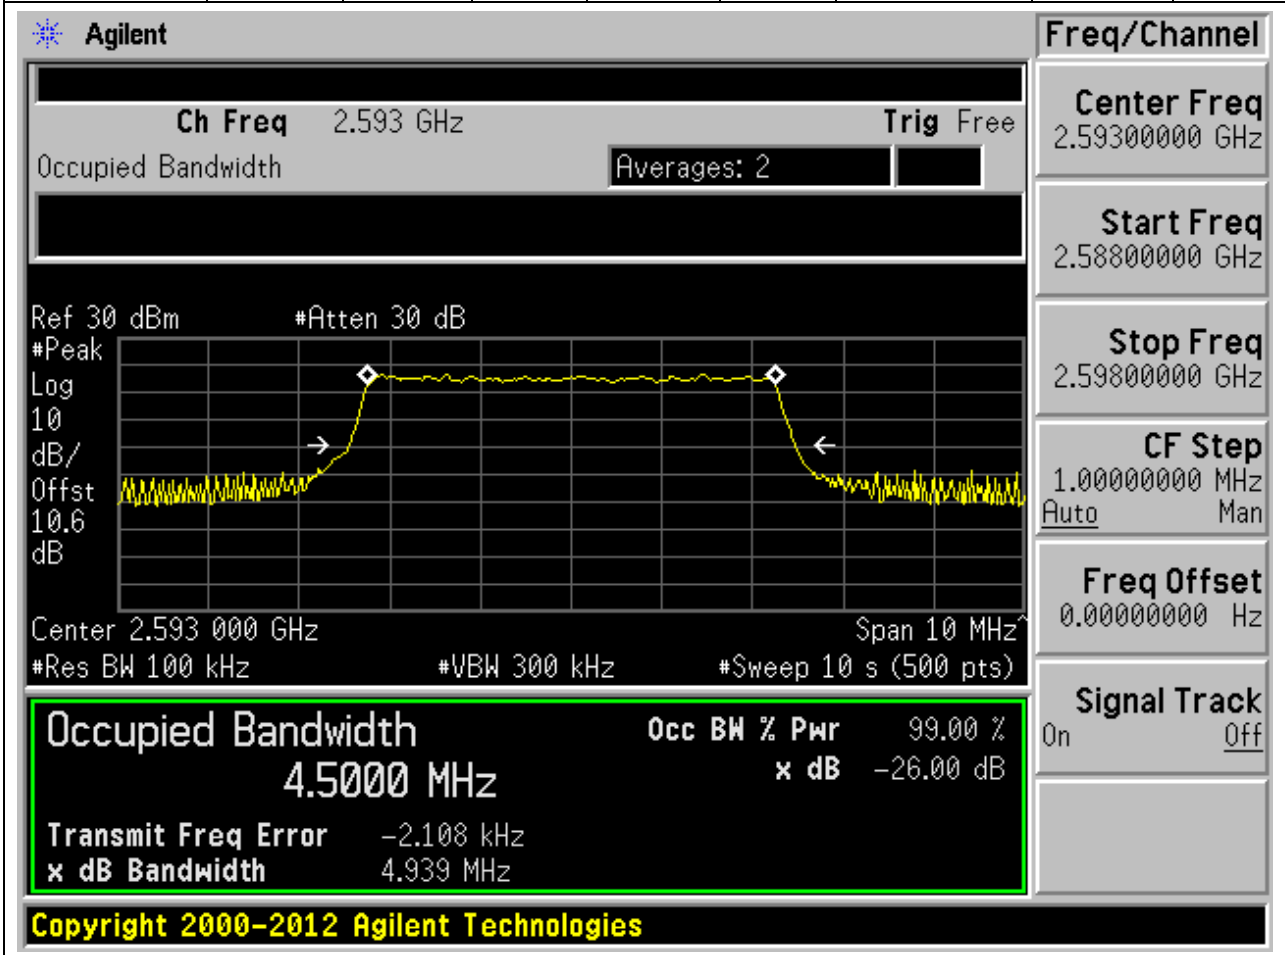 Agilent
Freq/Channel
Ch Freq 2.593 GHz Trig Free
Occupied Bandwidth Averages: 2
Center Freq
2.59300000 GHz
Start Freq
2.58800000 GHz
Stop Freq
2.59800000 GHz
CF Step
1.00000000 MHz
Auto Man
Freq Offset
0.00000000 Hz
Signal Track
On Off
Ref 30 dBm #Atten 30 dB
#Peak
Log
10
dB/
Offst
10.6
dB
Center 2.593 000 GHz Span 10 MHz^
#Res BW 100 kHz #VBW 300 kHz #Sweep 10 s (500 pts)
Occupied Bandwidth Occ BW % Pwr 99.00 %
4.5000 MHz x dB -26.00 dB
Transmit Freq Error -2.108 kHz
x dB Bandwidth 4.939 MHz
Copyright 2000-2012 Agilent Technologies